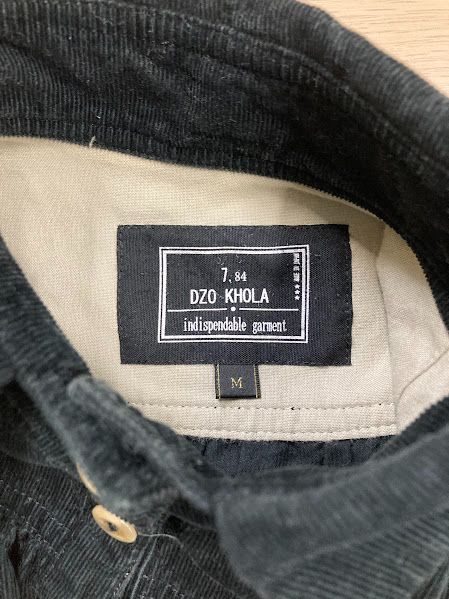 7.84
DZO KHOLA
indispendable garment
M